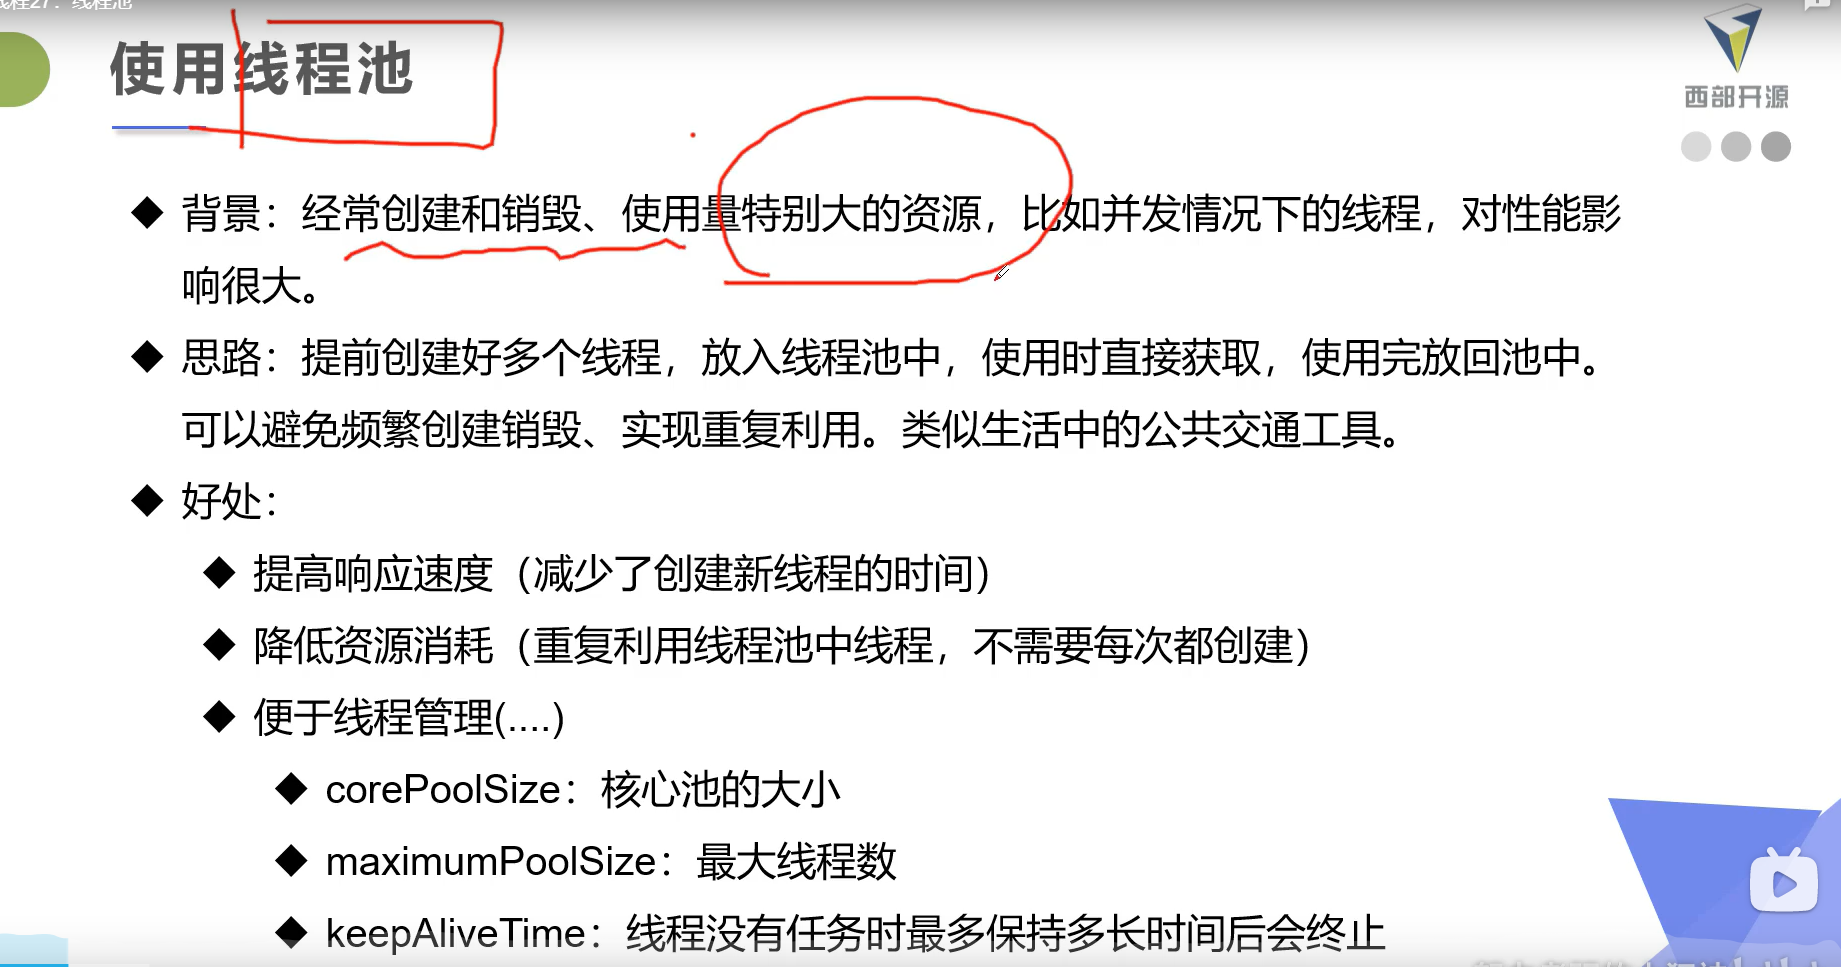 线程27：线程池
使用线程池
西部开源
背景：经常创建和销毁、使用量特别大的资源，比如并发情况下的线程，对性能影
响很大。
思路：提前创建好多个线程，放入线程池中，使用时直接获取，使用完放回池中。
可以避免频繁创建销毁、实现重复利用。类似生活中的公共交通工具。
好处：
提高响应速度（减少了创建新线程的时间）
降低资源消耗（重复利用线程池中线程，不需要每次都创建）
便于线程管理(....)
corePoolSize：核心池的大小
maximumPoolSize：最大线程数
keepAliveTime：线程没有任务时最多保持多长时间后会终止